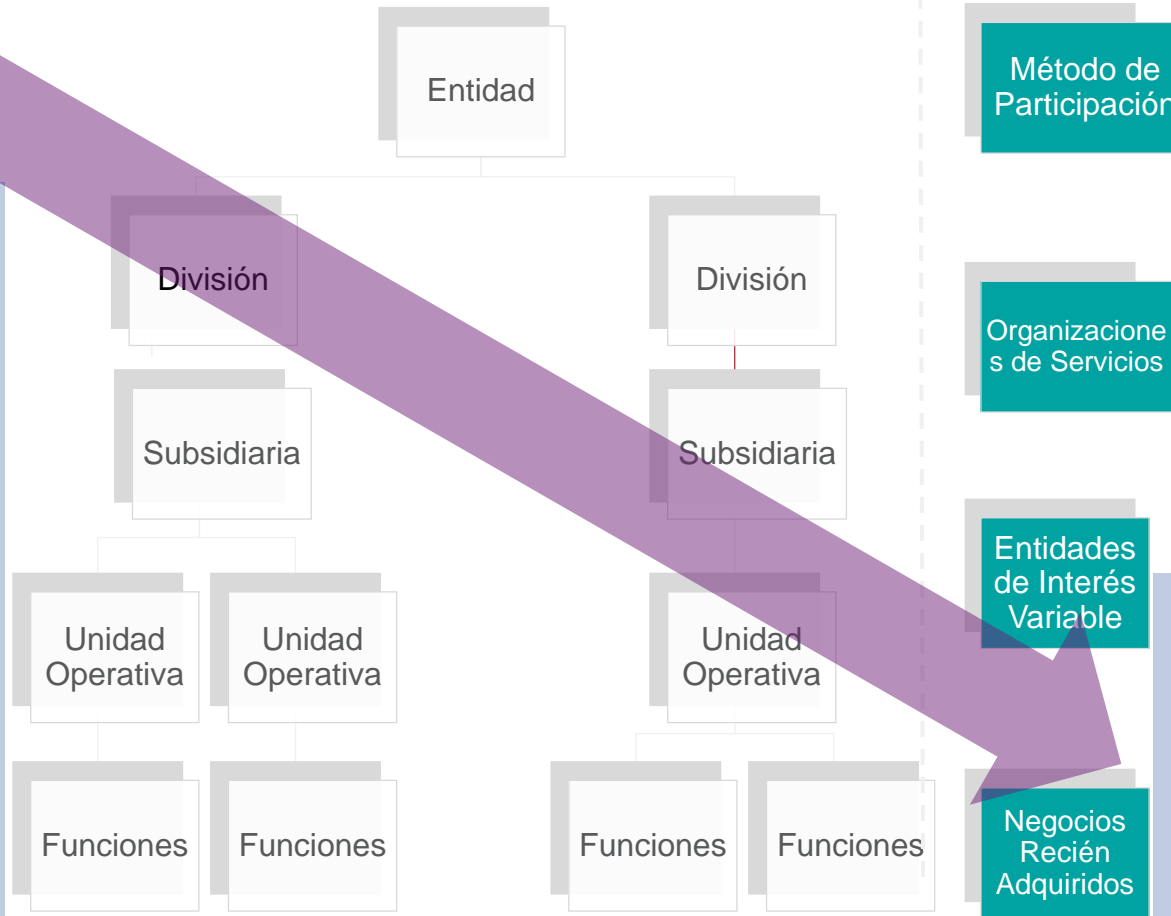 Entidad
División
División
Subsidiaria
Subsidiaria
Unidad
Operativa
Unidad
Operativa
Unidad
Operativa
Funciones
Funciones
Funciones
Funciones
Método de
Participación
Organizacione
s de Servicios
Entidades
de Interés
Variable
Negocios
Recién
Adquiridos